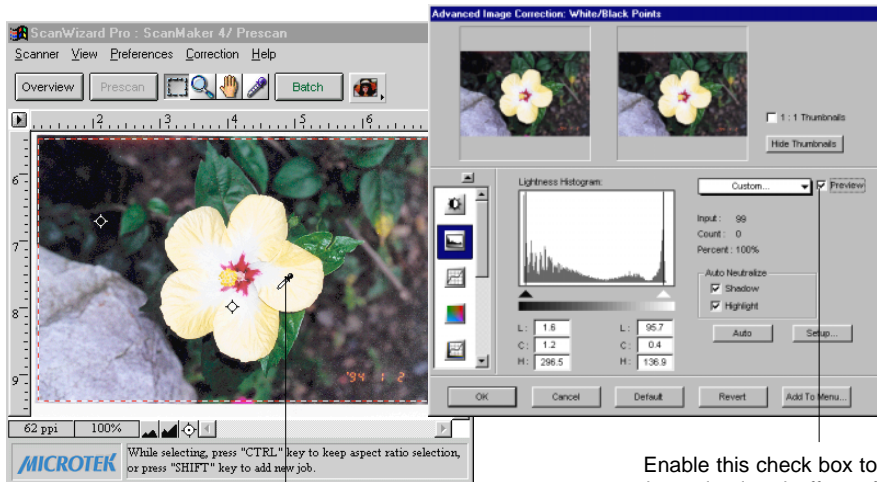 Advanced Image Correction: White/Black Points
ScanWizard Pro : ScanMaker 4/ Prescan
Scanner View Preferences Correction Help
Overview Prescan Batch
2 3 4 5 6
6
7
8
9
'94 1 2
62 ppi 100%
MICROTEK
While selecting, press "CTRL" key to keep aspect ratio selection,
or press "SHIFT" key to add new job.
1 : 1 Thumbnails
Hide Thumbnails
Lightness Histogram:
Custom... Preview
Input : 99
Count : 0
Percent : 100%
Auto Neutralize
Shadow
Highlight
L : 1.6 L : 95.7
C : 1.2 C : 0.4
H : 296.5 H : 136.9
Auto Setup...
OK Cancel Default Revert Add To Menu...
Enable this check box to